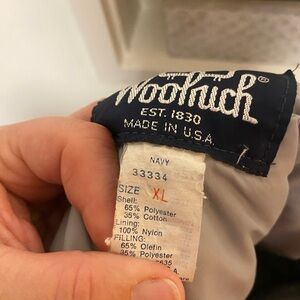 Woolrich®
EST. 1830
MADE IN U.S.A.
NAVY
33334
SIZE XL
Shell:
65% Polyester
35% Cotton
Lining:
100% Nylon
FILLING:
65% Olefin
35% Polyester